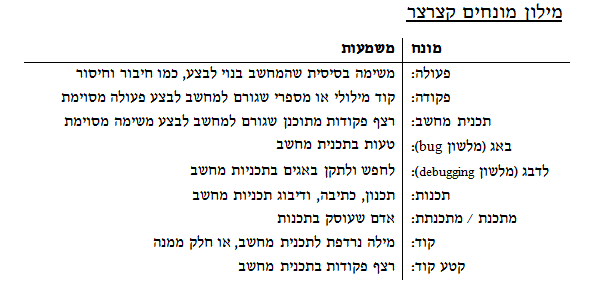 מילון מונחים קצרצר
מונח משמעות
פעולה: משימה בסיסית שהמחשב בנוי לבצע, כמו חיבור וחיסור
פקודה: קוד מילולי או מספרי שגורם למחשב לבצע פעולה מסוימת
תכנית מחשב: רצף פקודות מתוכנן שגורם למחשב לבצע משימה מסוימת
באג (מלשון bug): טעות בתכנית מחשב
לדבג (מלשון debugging): לחפש ולתקן באגים בתכניות מחשב
תכנות: תכנון, כתיבה, ודיבוג תכניות מחשב
מתכנת / מתכנתת: אדם שעוסק בתכנות
קוד: מילה נרדפת לתכנית מחשב, או חלק ממנה
קטע קוד: רצף פקודות בתכנית מחשב